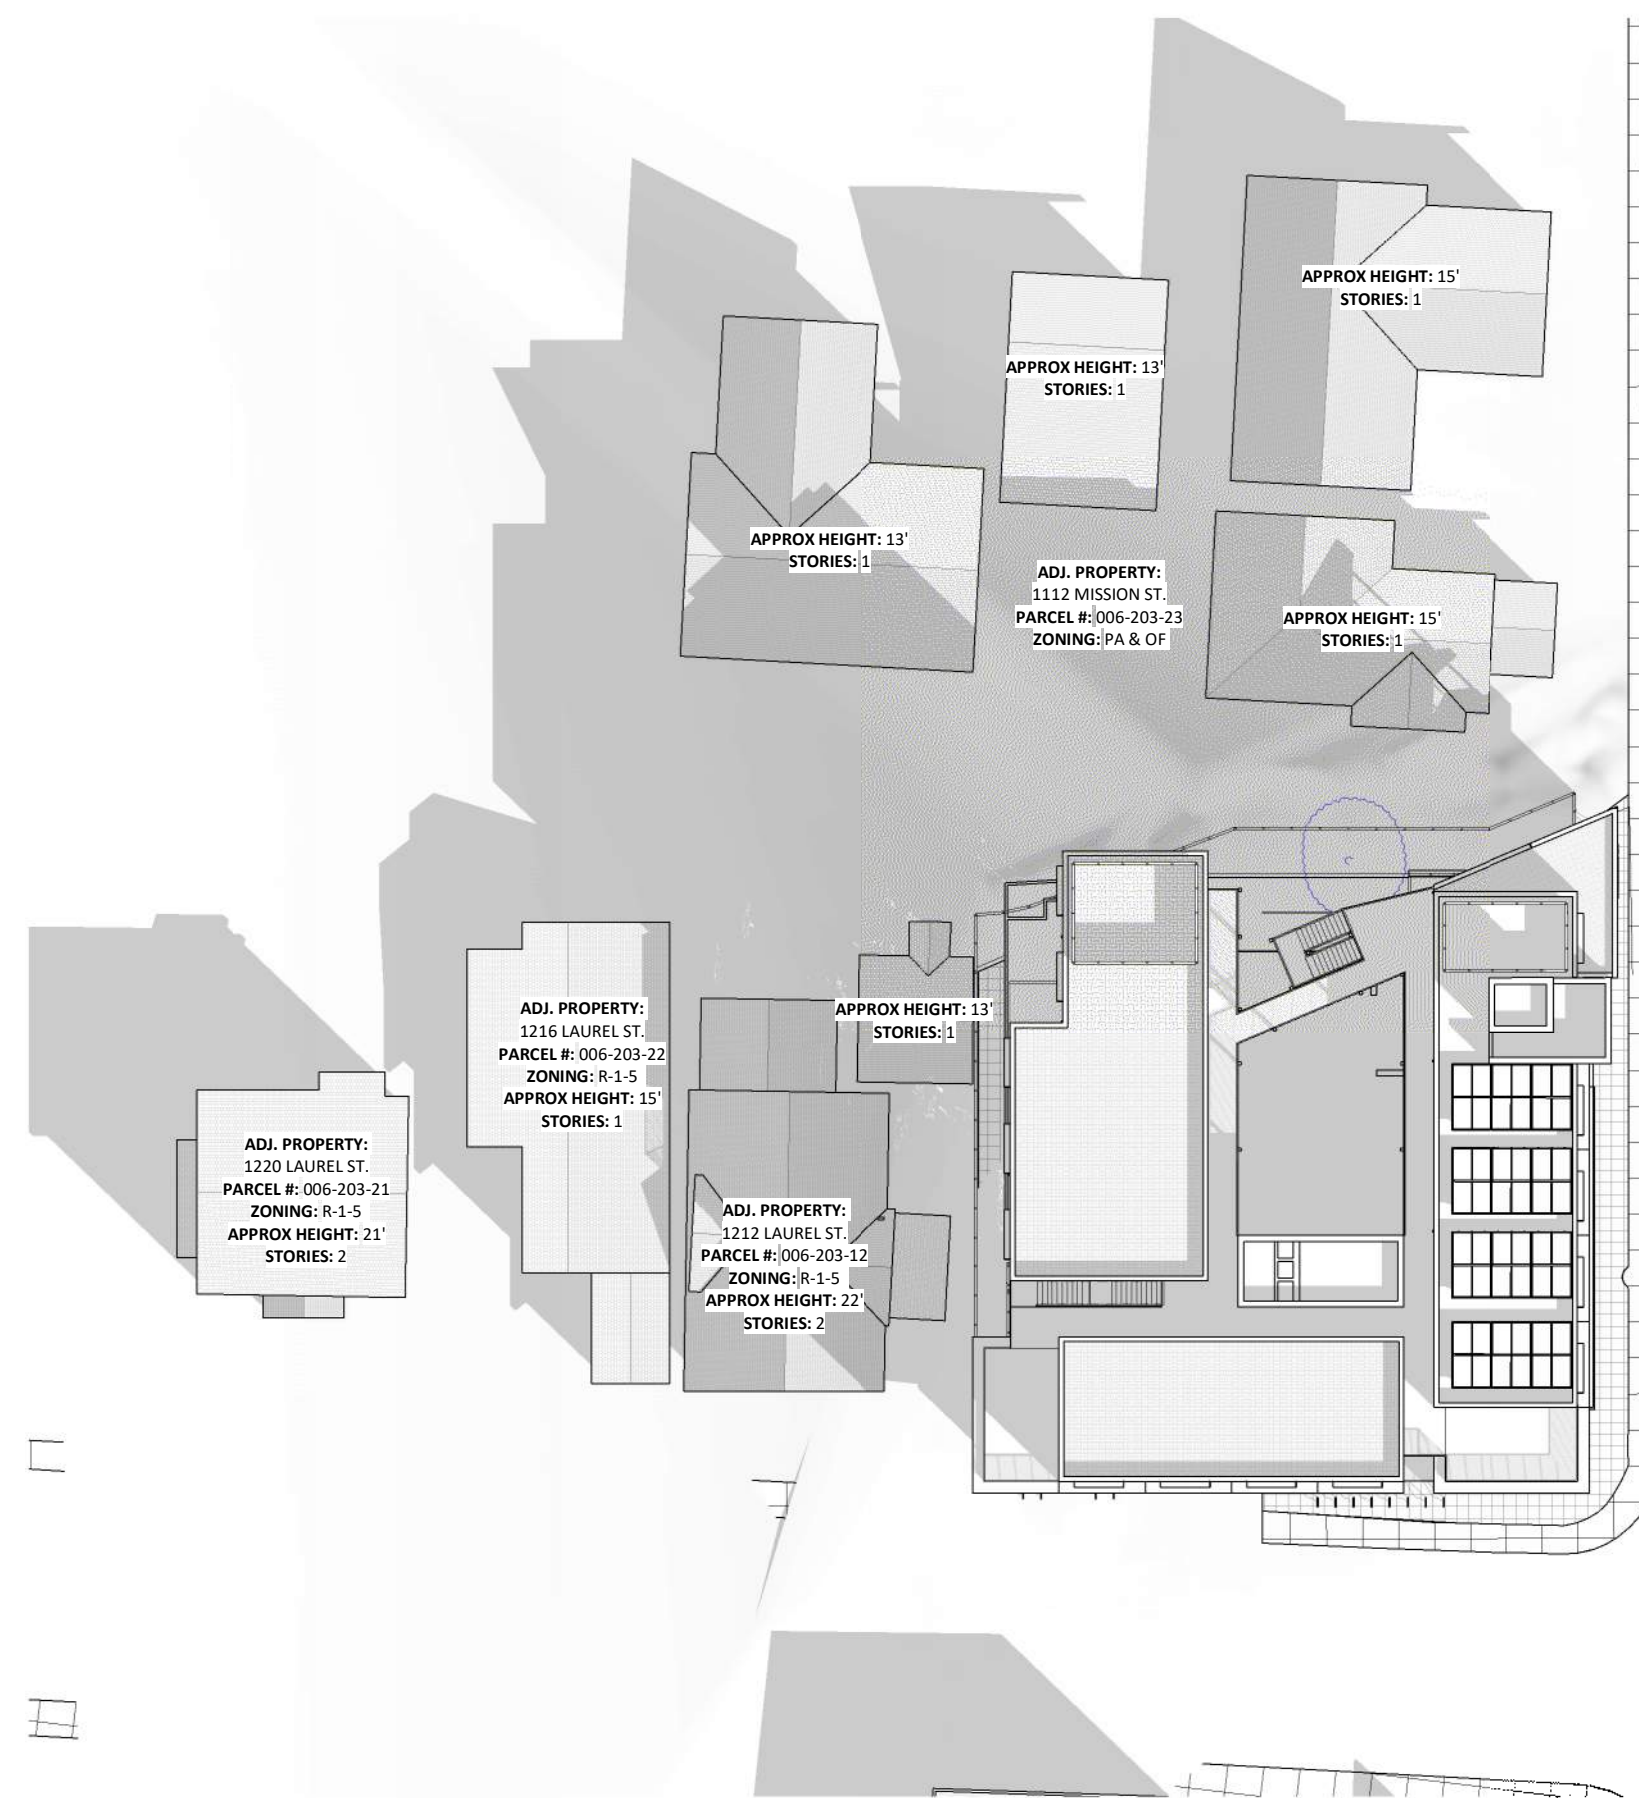 APPROX HEIGHT: 15'
STORIES: 1
APPROX HEIGHT: 13'
STORIES: 1
APPROX HEIGHT: 13'
STORIES: 1
ADJ. PROPERTY:
1112 MISSION ST.
PARCEL #: 006-203-23
ZONING: PA & OF
APPROX HEIGHT: 15'
STORIES: 1
ADJ. PROPERTY:
1216 LAUREL ST.
PARCEL #: 006-203-22
ZONING: R-1-5
APPROX HEIGHT: 15'
STORIES: 1
APPROX HEIGHT: 13'
STORIES: 1
ADJ. PROPERTY:
1220 LAUREL ST.
PARCEL #: 006-203-21
ZONING: R-1-5
APPROX HEIGHT: 21'
STORIES: 2
ADJ. PROPERTY:
1212 LAUREL ST.
PARCEL #: 006-203-12
ZONING: R-1-5
APPROX HEIGHT: 22'
STORIES: 2